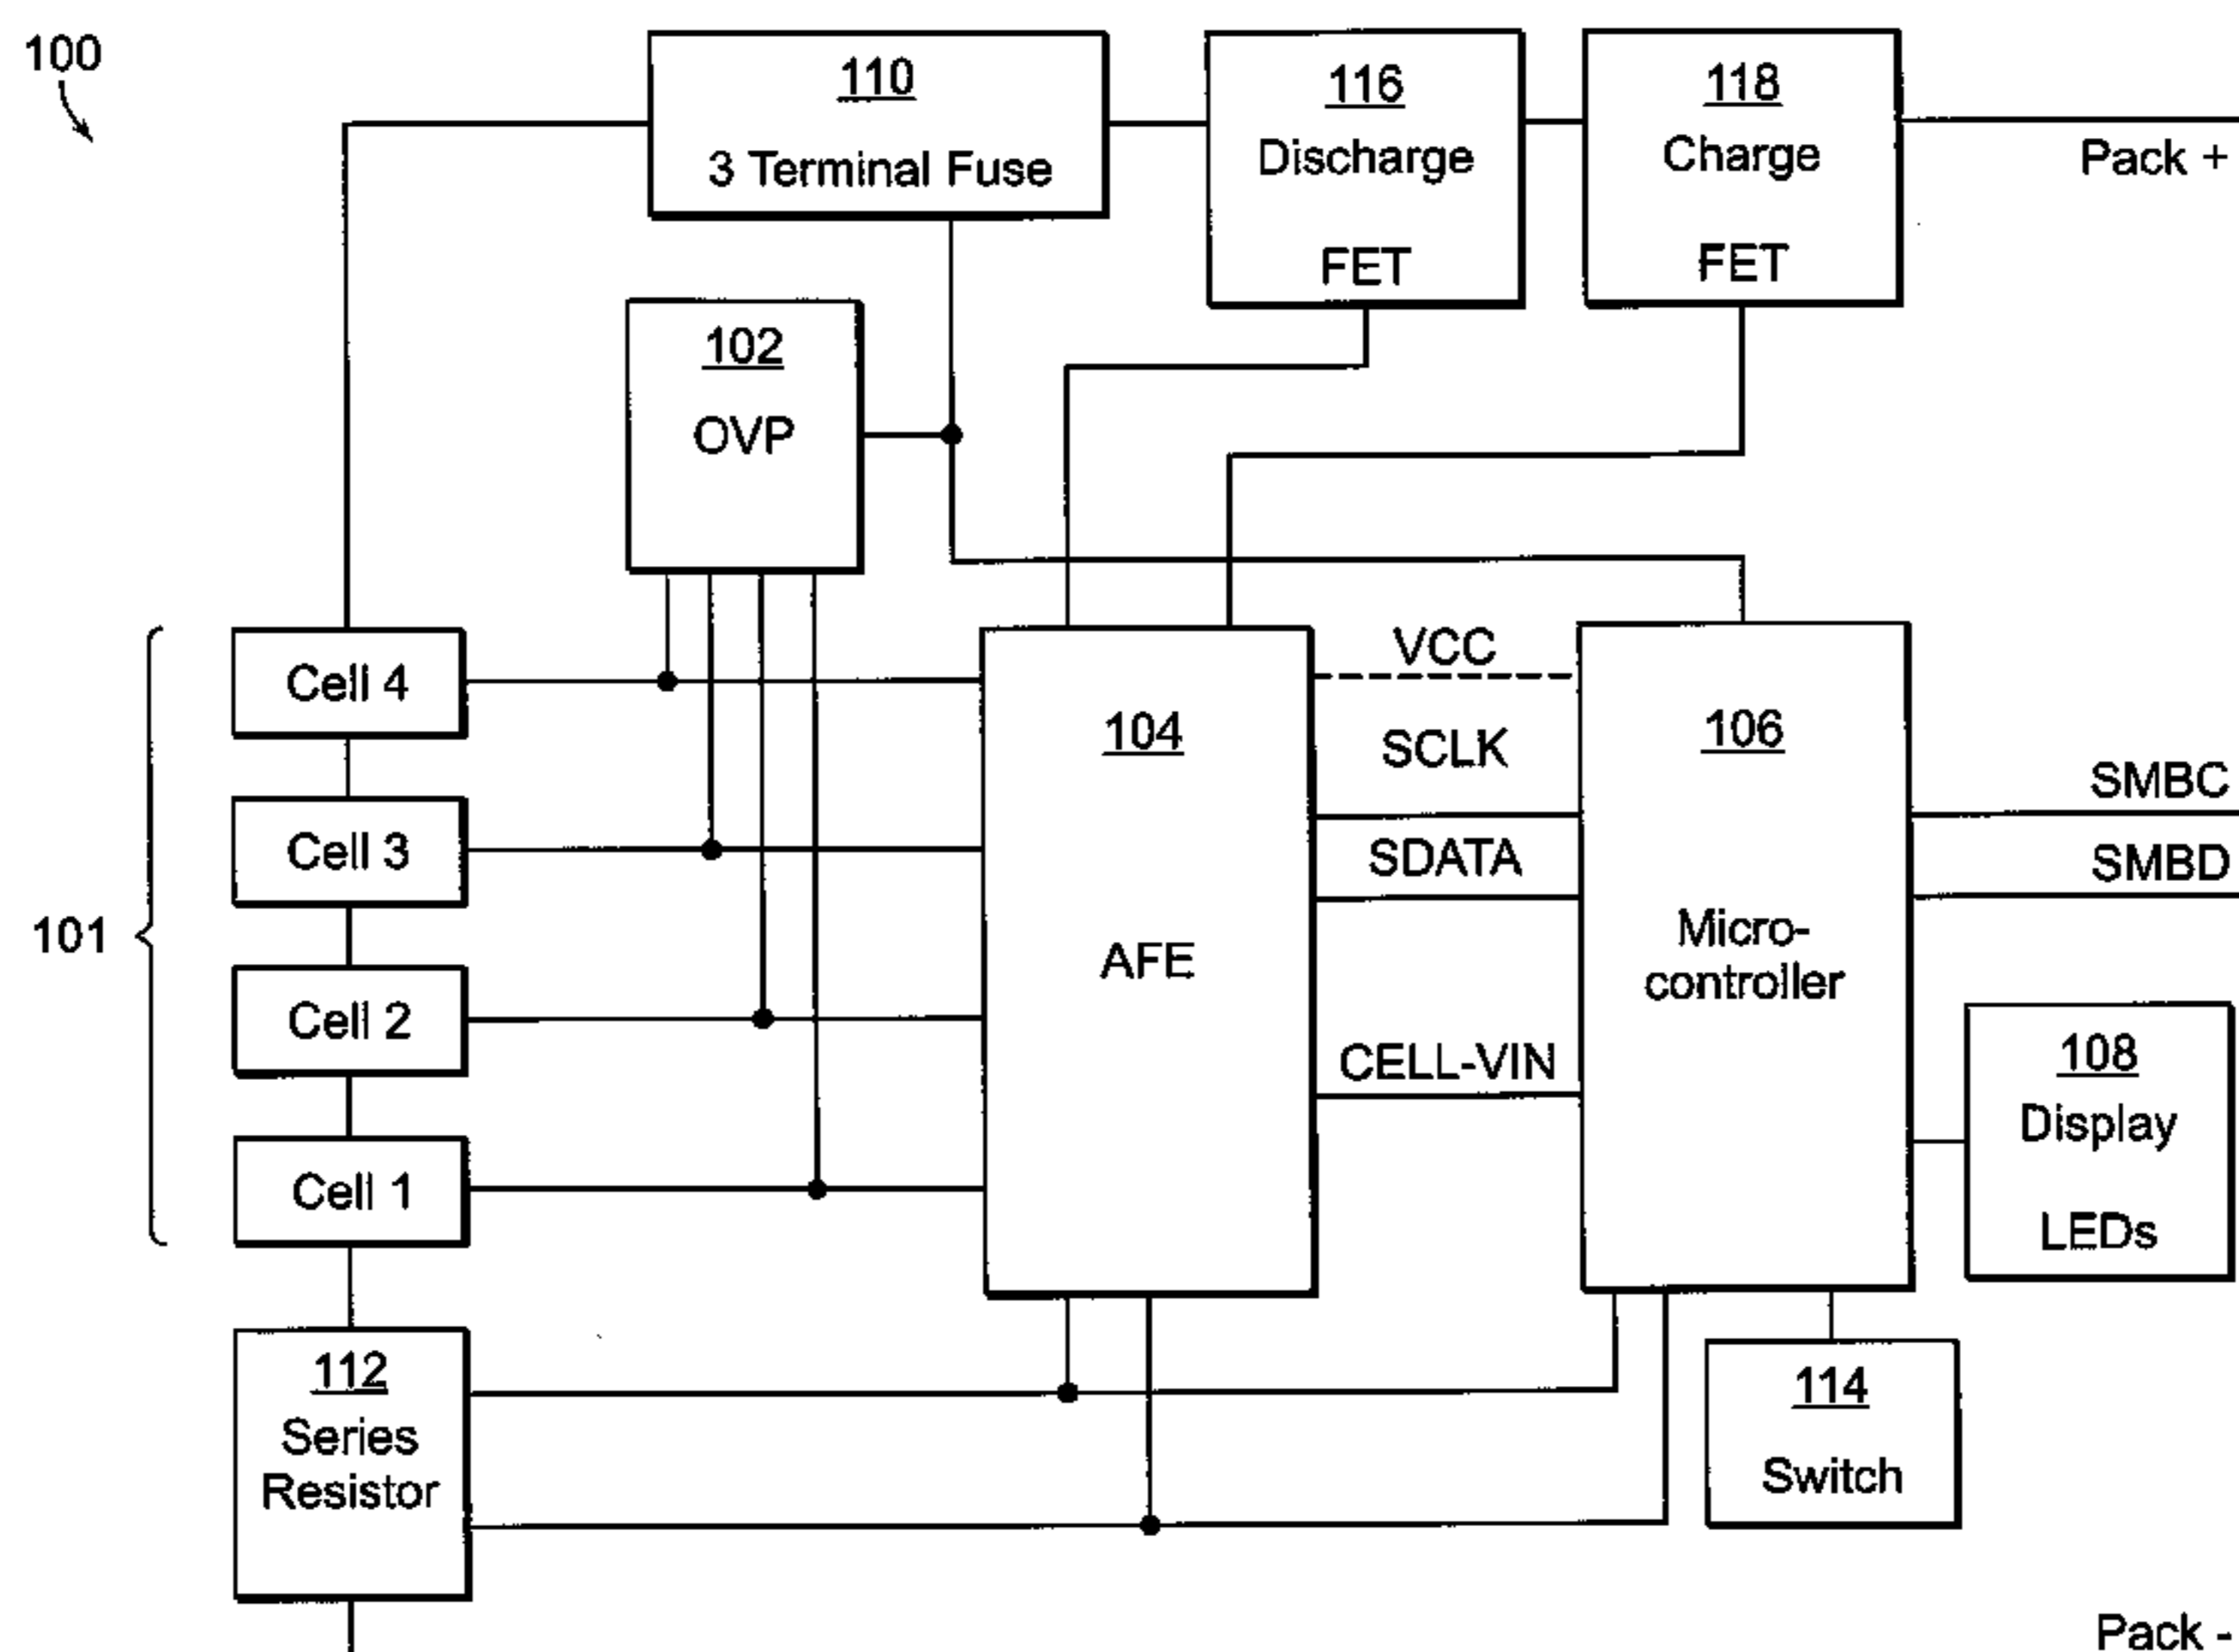 100
110
3 Terminal Fuse
116
Discharge
FET
118
Charge
FET
Pack +
102
OVP
101
Cell 4
Cell 3
Cell 2
Cell 1
104
AFE
VCC
SCLK
SDATA
CELL-VIN
106
Micro-
controller
SMBC
SMBD
108
Display
LEDs
112
Series
Resistor
114
Switch
Pack -